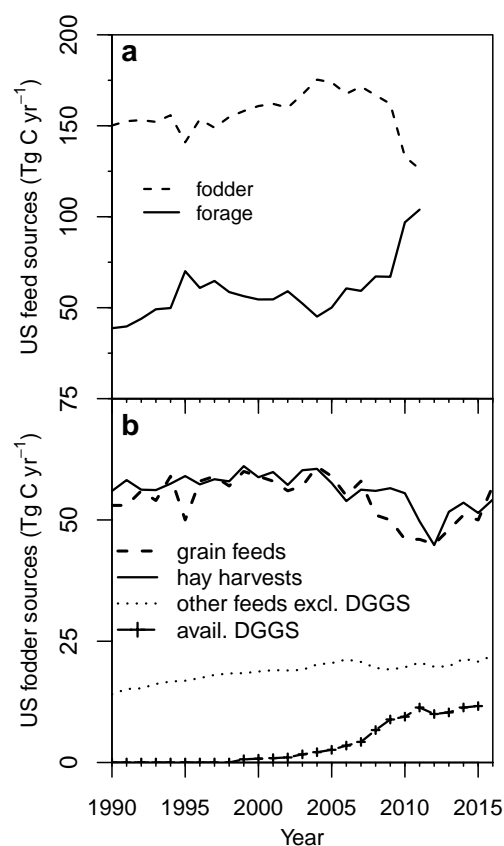 a
200
150
100
50
US feed sources (Tg C yr⁻¹)
fodder
forage
b
75
50
25
0
US fodder sources (Tg C yr⁻¹)
grain feeds
hay harvests
other feeds excl. DGGS
avail. DGGS
1990 1995 2000 2005 2010 2015
Year